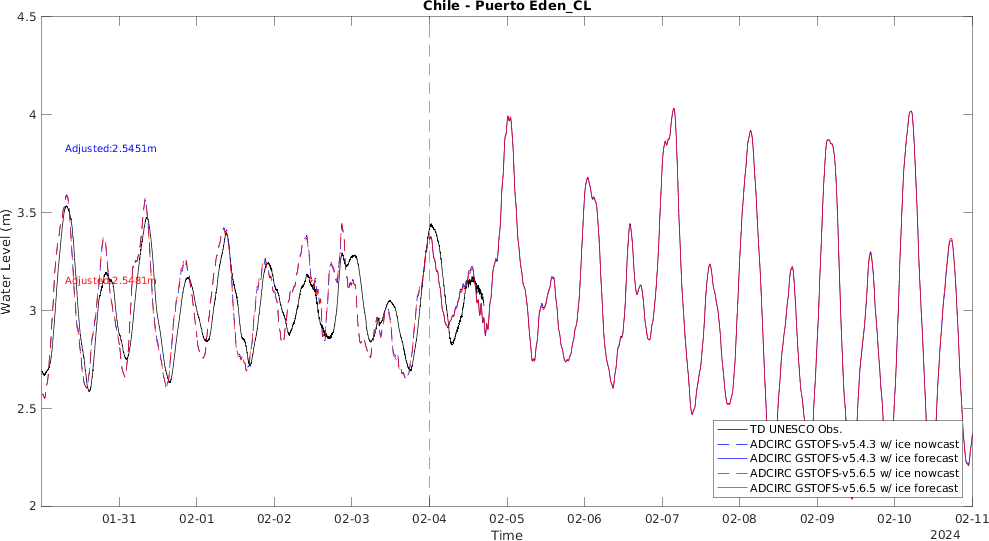 Chile - Puerto Eden_CL
4.5
4
3.5
3
2.5
2
Water Level (m)
Adjusted:2.5451m
Adjusted:2.5481m
TD UNESCO Obs.
ADCIRC GSTOFS-v5.4.3 w/ ice nowcast
ADCIRC GSTOFS-v5.4.3 w/ ice forecast
ADCIRC GSTOFS-v5.6.5 w/ ice nowcast
ADCIRC GSTOFS-v5.6.5 w/ ice forecast
01-31 02-01 02-02 02-03 02-04 02-05 02-06 02-07 02-08 02-09 02-10 02-11
Time
2024